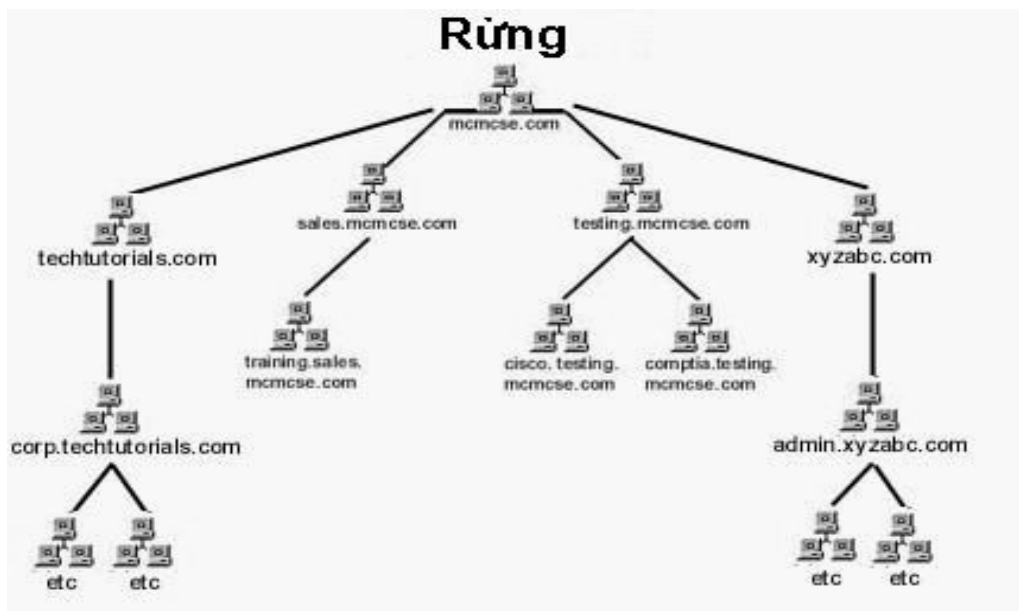 Rừng
mcmcse.com
sales.mcmcse.com
testing.mcmcse.com
techtutorials.com
xyzabc.com
training.sales.
mcmcse.com
cisco. testing.
mcmcse.com
comptia.testing.
mcmcse.com
corp.techtutorials.com
admin.xyzabc.com
etc
etc
etc
etc